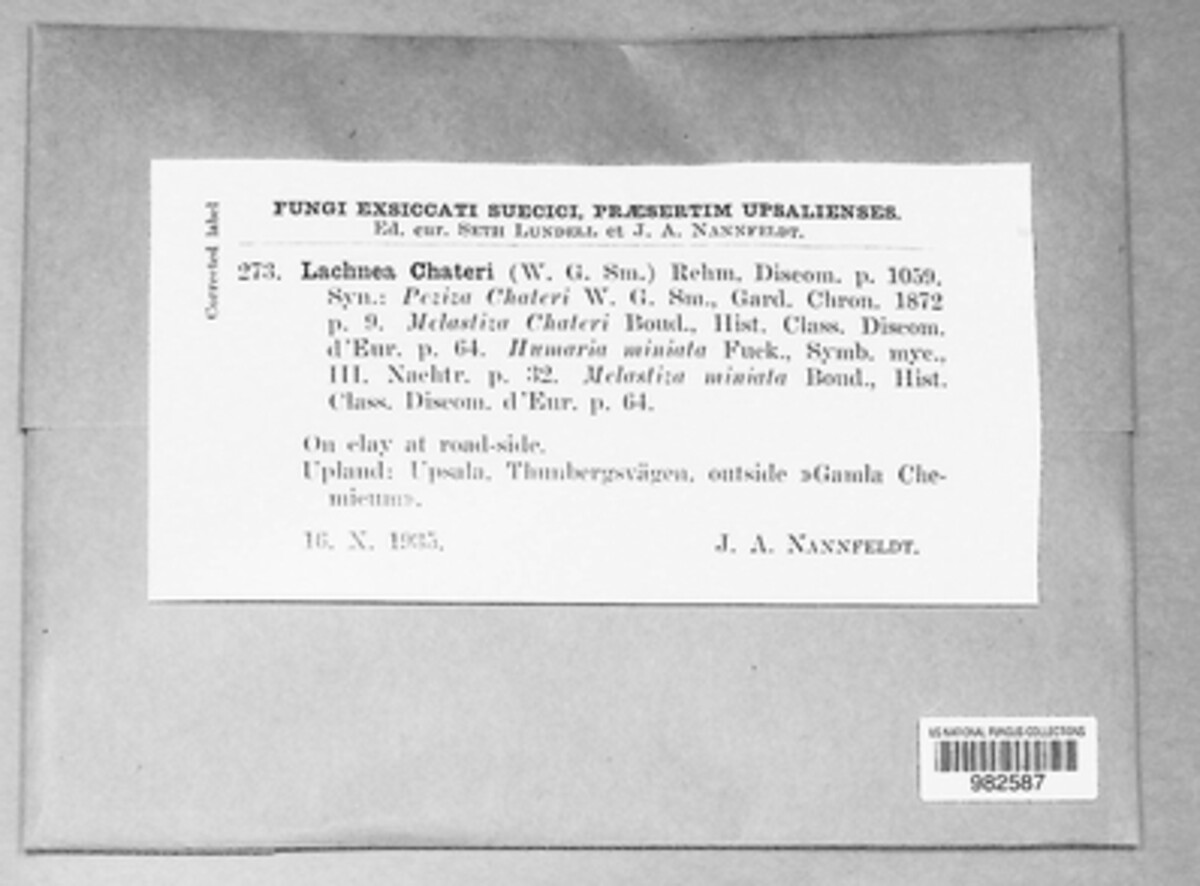 Corrected label
FUNGI EXSICCATI SUECICI, PRÆSERTIM UPSALIENSES.
Ed. cur. SETH LUNDELL et J. A. NANNFELDT.
273. Lachnea Chateri (W. G. Sm.) Rehm, Discom. p. 1059.
Syn.: Peziza Chateri W. G. Sm., Gard. Chron. 1872
p. 9. Melastiza Chateri Boud., Hist. Class. Discom.
d'Eur. p. 64. Humaria miniata Fuck., Symb. myc.,
III. Nachtr. p. 32. Melastiza miniata Boud., Hist.
Class. Discom. d'Eur. p. 64.
On clay at road-side.
Upland: Upsala, Thunbergsvägen, outside »Gamla Che-
micum».
16. X. 1935.
J. A. NANNFELDT.
US NATIONAL FUNGUS COLLECTIONS
982587